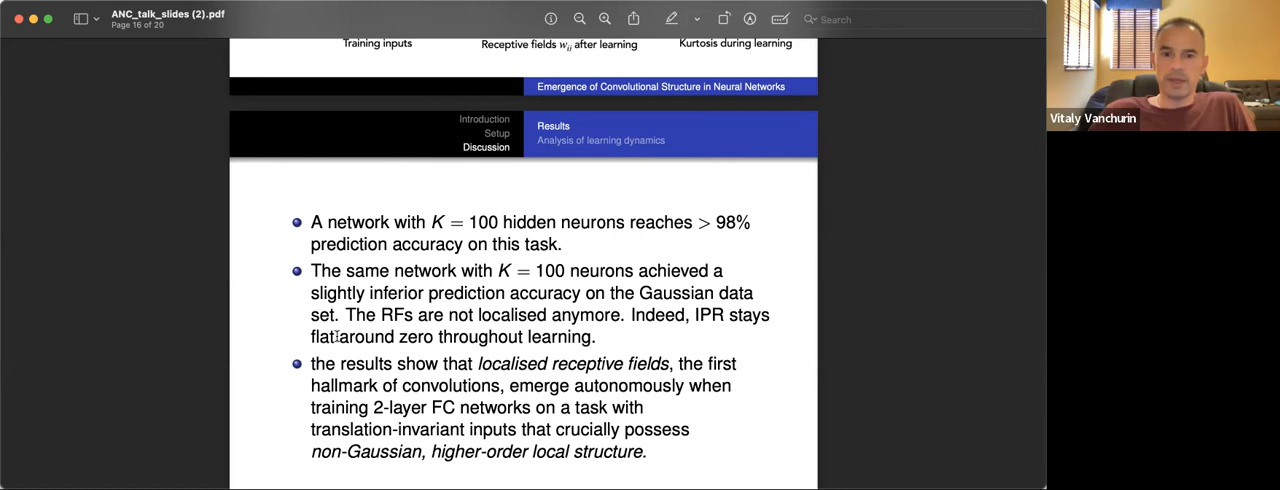 ANC_talk_slides (2).pdf
Page 16 of 20
Search
Training inputs
Receptive fields wij after learning
Kurtosis during learning
Emergence of Convolutional Structure in Neural Networks
Introduction
Setup
Discussion
Results
Analysis of learning dynamics
A network with K = 100 hidden neurons reaches > 98%
prediction accuracy on this task.
The same network with K = 100 neurons achieved a
slightly inferior prediction accuracy on the Gaussian data
set. The RFs are not localised anymore. Indeed, IPR stays
flat around zero throughout learning.
the results show that localised receptive fields, the first
hallmark of convolutions, emerge autonomously when
training 2-layer FC networks on a task with
translation-invariant inputs that crucially possess
non-Gaussian, higher-order local structure.
Vitaly Vanchurin